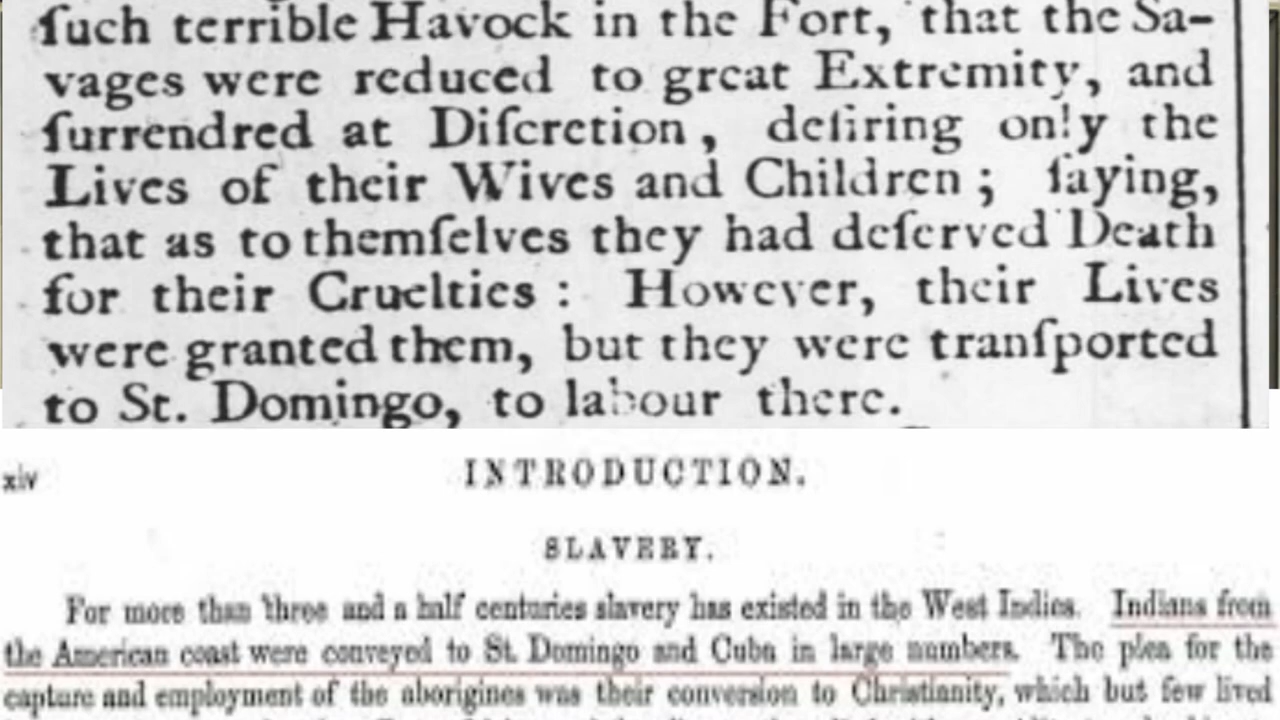 ſuch terrible Havock in the Fort, that the Sa-
vages were reduced to great Extremity, and
ſurrendred at Diſcretion, deſiring only the
Lives of their Wives and Children; ſaying,
that as to themſelves they had deſerved Death
for their Cruelties: However, their Lives
were granted them, but they were tranſported
to St. Domingo, to labour there.
xiv INTRODUCTION.
SLAVERY.
For more than three and a half centuries slavery has existed in the West Indies. Indians from
the American coast were conveyed to St. Domingo and Cuba in large numbers. The plea for the
capture and employment of the aborigines was their conversion to Christianity, which but few lived